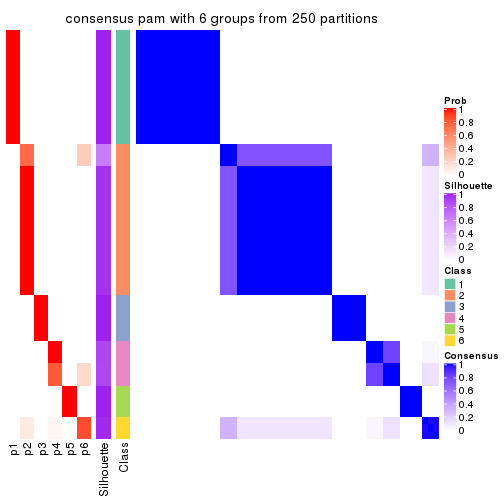 consensus pam with 6 groups from 250 partitions
Prob
1
0.8
0.6
0.4
0.2
0
Silhouette
1
0.8
0.6
0.4
0.2
0
Class
1
2
3
4
5
6
Consensus
1
0.8
0.6
0.4
0.2
0
p1
p2
p3
p4
p5
p6
Silhouette
Class